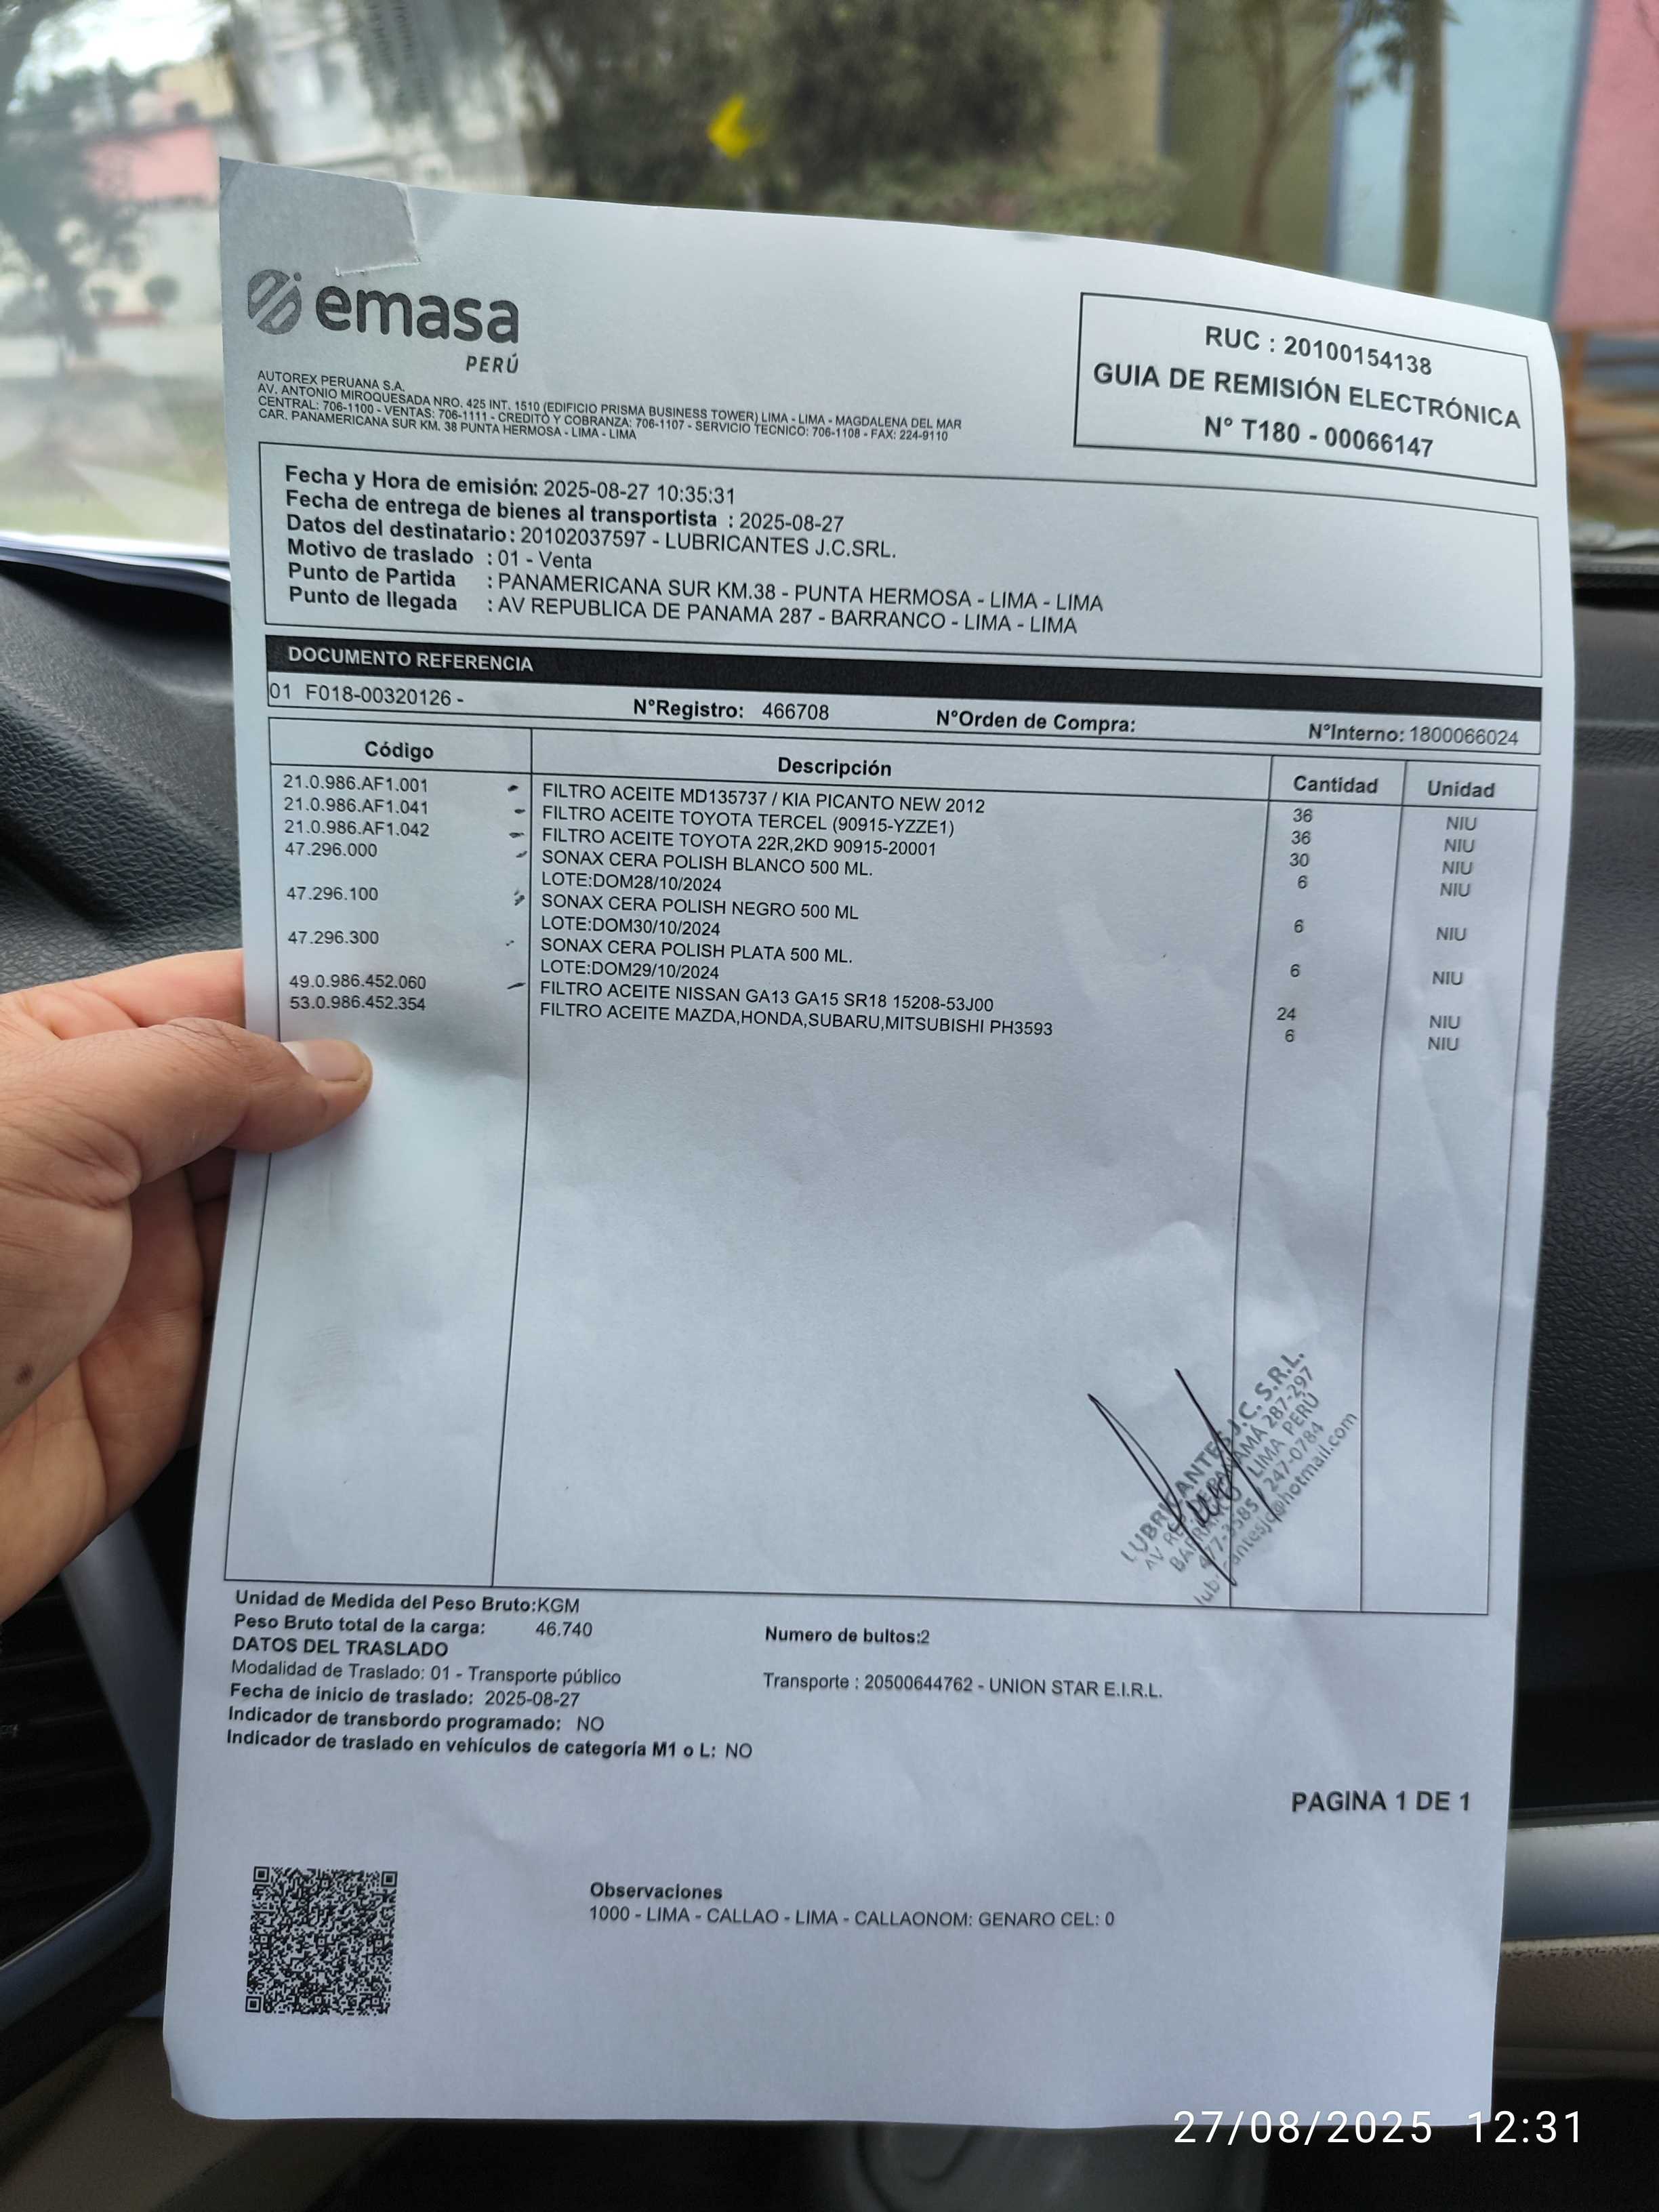 emasa
PERÚ
AUTOREX PERUANA S.A.
AV. ANTONIO MIROQUESADA NRO. 425 INT. 1510 (EDIFICIO PRISMA BUSINESS TOWER) LIMA - LIMA - MAGDALENA DEL MAR
CENTRAL: 706-1100 - VENTAS: 706-1111 - CREDITO Y COBRANZA: 706-1107 - SERVICIO TECNICO: 706-1108 - FAX: 224-9110
CAR. PANAMERICANA SUR KM. 38 PUNTA HERMOSA - LIMA - LIMA
RUC : 20100154138
GUIA DE REMISIÓN ELECTRÓNICA
N° T180 - 00066147
Fecha y Hora de emisión: 2025-08-27 10:35:31
Fecha de entrega de bienes al transportista : 2025-08-27
Datos del destinatario : 20102037597 - LUBRICANTES J.C.SRL.
Motivo de traslado : 01 - Venta
Punto de Partida : PANAMERICANA SUR KM.38 - PUNTA HERMOSA - LIMA - LIMA
Punto de llegada : AV REPUBLICA DE PANAMA 287 - BARRANCO - LIMA - LIMA
DOCUMENTO REFERENCIA
01 F018-00320126 - N°Registro: 466708 N°Orden de Compra: N°Interno: 1800066024
Código Descripción Cantidad Unidad
21.0.986.AF1.001 FILTRO ACEITE MD135737 / KIA PICANTO NEW 2012 36 NIU
21.0.986.AF1.041 FILTRO ACEITE TOYOTA TERCEL (90915-YZZE1) 36 NIU
21.0.986.AF1.042 FILTRO ACEITE TOYOTA 22R,2KD 90915-20001 30 NIU
47.296.000 SONAX CERA POLISH BLANCO 500 ML. 6 NIU
LOTE:DOM28/10/2024
47.296.100 SONAX CERA POLISH NEGRO 500 ML 6 NIU
LOTE:DOM30/10/2024
47.296.300 SONAX CERA POLISH PLATA 500 ML. 6 NIU
LOTE:DOM29/10/2024
49.0.986.452.060 FILTRO ACEITE NISSAN GA13 GA15 SR18 15208-53J00 24 NIU
53.0.986.452.354 FILTRO ACEITE MAZDA,HONDA,SUBARU,MITSUBISHI PH3593 6 NIU
LUBRICANTES J.C. S.R.L.
AV REP. DE PANAMÁ 287-297
BARRANCO LIMA PERÚ
477-3585 / 247-0784
lubricantesjc@hotmail.com
Unidad de Medida del Peso Bruto:KGM
Peso Bruto total de la carga: 46.740 Numero de bultos:2
DATOS DEL TRASLADO
Modalidad de Traslado: 01 - Transporte público Transporte : 20500644762 - UNION STAR E.I.R.L.
Fecha de inicio de traslado: 2025-08-27
Indicador de transbordo programado: NO
Indicador de traslado en vehículos de categoría M1 o L: NO
PAGINA 1 DE 1
Observaciones
1000 - LIMA - CALLAO - LIMA - CALLAONOM: GENARO CEL: 0
27/08/2025 12:31